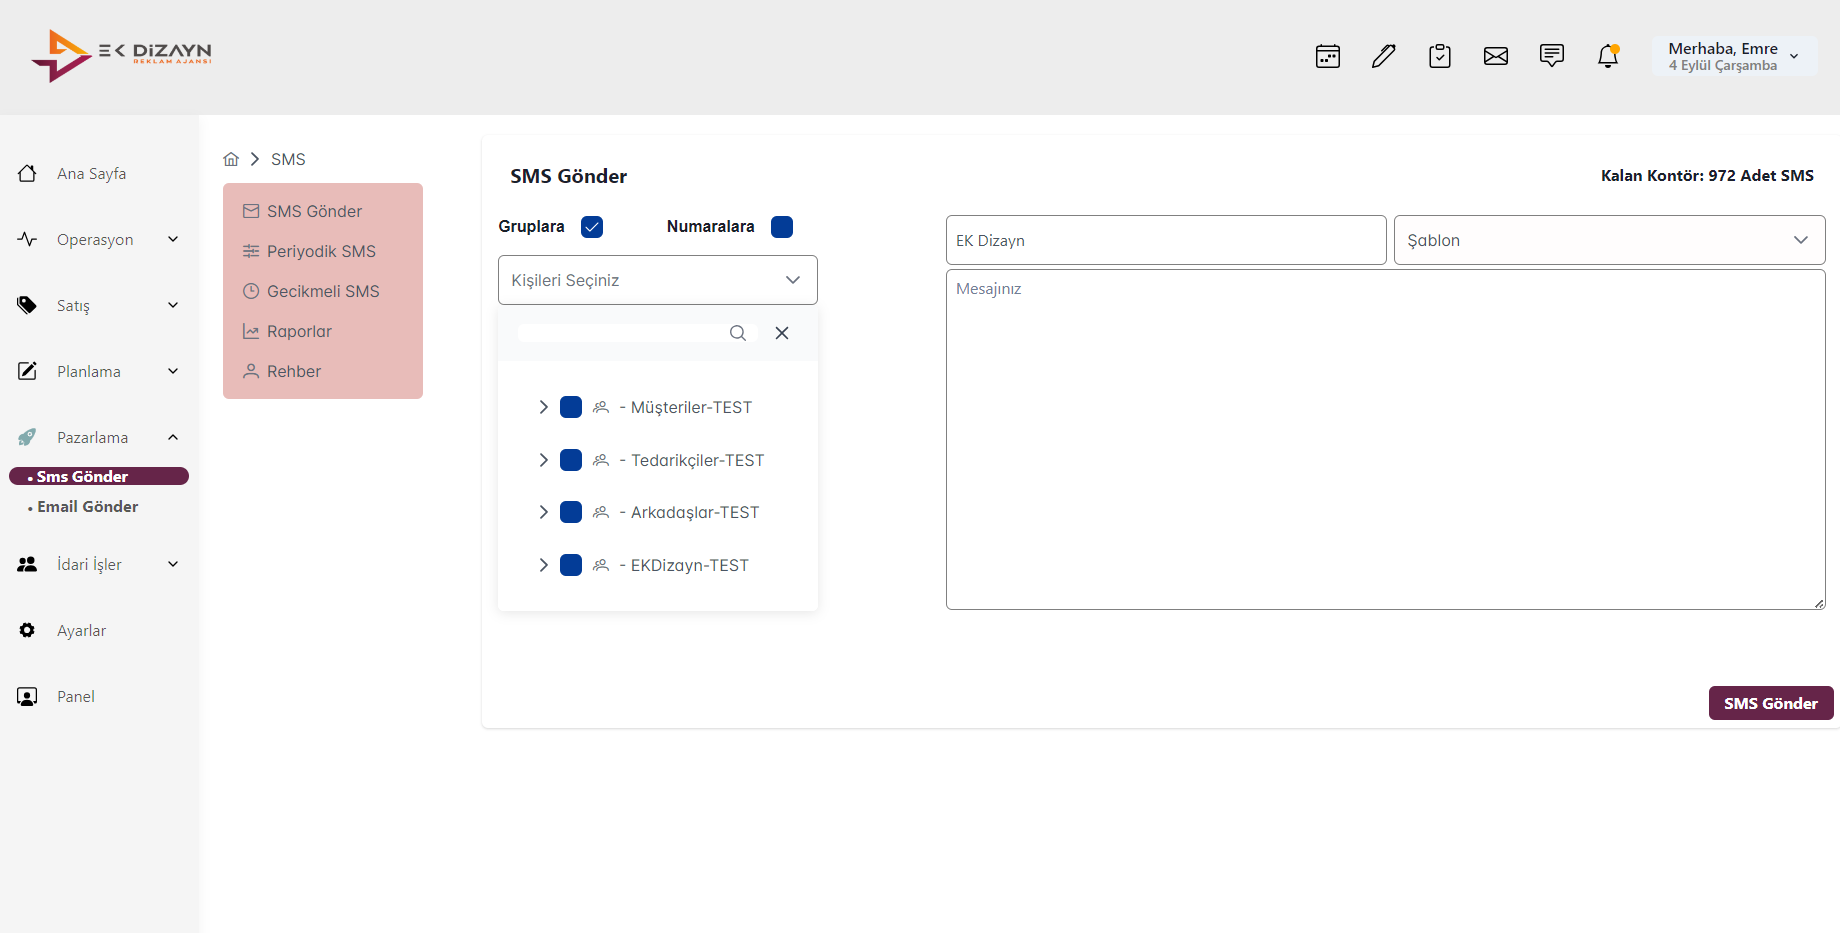 EK DİZAYN
REKLAM AJANSI
Merhaba, Emre
4 Eylül Çarşamba
Ana Sayfa
Operasyon
Satış
Planlama
Pazarlama
• Sms Gönder
• Email Gönder
İdari İşler
Ayarlar
Panel
SMS
SMS Gönder
Periyodik SMS
Gecikmeli SMS
Raporlar
Rehber
SMS Gönder
Kalan Kontör: 972 Adet SMS
Gruplara
Numaralara
Kişileri Seçiniz
- Müşteriler-TEST
- Tedarikçiler-TEST
- Arkadaşlar-TEST
- EKDizayn-TEST
EK Dizayn
Şablon
Mesajınız
SMS Gönder